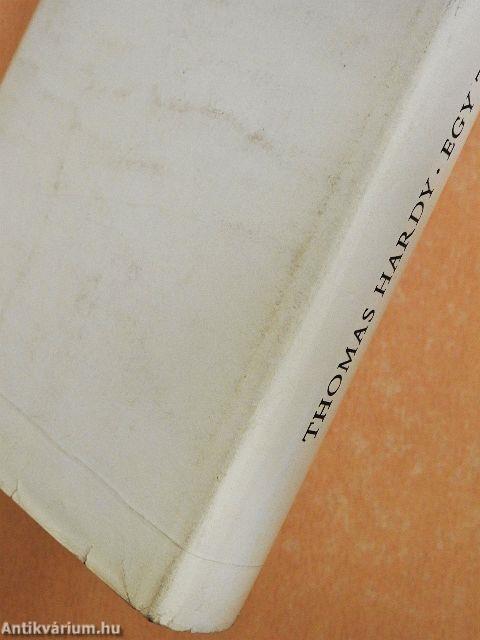 THOMAS HARDY · EGY
Antikvárium.hu